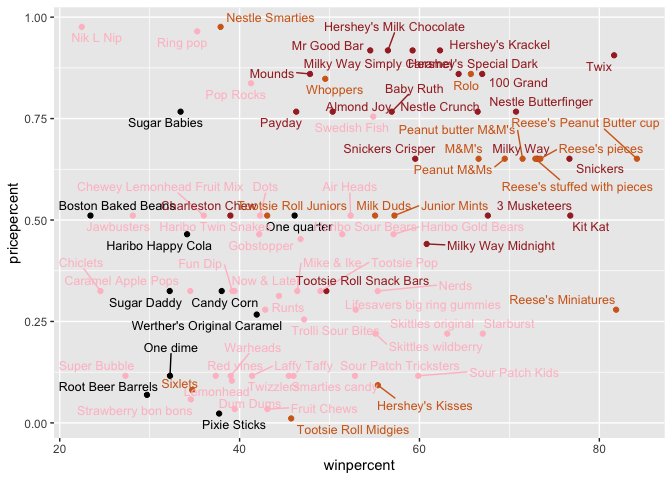 1.00
Nestle Smarties
Nik L Nip
Ring pop
Hershey's Milk Chocolate
Mr Good Bar
Hershey's Krackel
Milky Way Simply Caramel
Hershey's Special Dark
Twix
Mounds
Whoppers
Rolo
100 Grand
Pop Rocks
Baby Ruth
Sugar Babies
Payday
Almond Joy
Nestle Crunch
Nestle Butterfinger
0.75
Swedish Fish
Peanut butter M&M's
Reese's Peanut Butter cup
Snickers Crisper
M&M's
Milky Way
Reese's pieces
Peanut M&Ms
Snickers
Reese's stuffed with pieces
Chewey Lemonhead Fruit Mix
Dots
Air Heads
Boston Baked Beans
Charleston Chew
Tootsie Roll Juniors
Milk Duds
Junior Mints
3 Musketeers
0.50
Jawbusters
Haribo Twin Snakes
One quarter
Haribo Sour Bears
Haribo Gold Bears
Kit Kat
Haribo Happy Cola
Gobstopper
Milky Way Midnight
pricepercent
Chiclets
Fun Dip
Mike & Ike
Tootsie Pop
Caramel Apple Pops
Now & Later
Tootsie Roll Snack Bars
Nerds
Sugar Daddy
Candy Corn
Runts
Lifesavers big ring gummies
Reese's Miniatures
0.25
Werther's Original Caramel
Trolli Sour Bites
Skittles original
Starburst
One dime
Warheads
Skittles wildberry
Super Bubble
Red vines
Laffy Taffy
Sour Patch Tricksters
Sour Patch Kids
Root Beer Barrels
Sixlets
Lemonhead
Twizzlers
Smarties candy
Strawberry bon bons
Dum Dums
Fruit Chews
Hershey's Kisses
Pixie Sticks
Tootsie Roll Midgies
0.00
20
40
60
80
winpercent